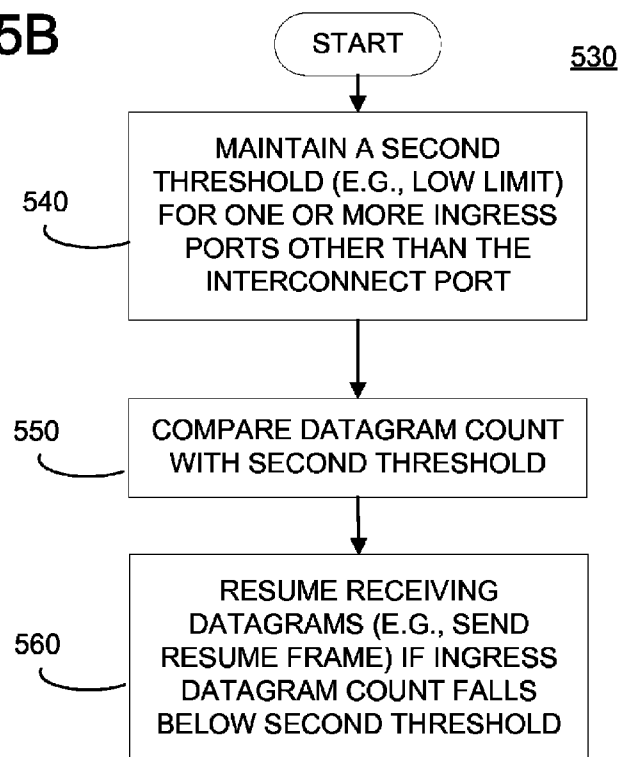 5B
START
530
MAINTAIN A SECOND
THRESHOLD (E.G., LOW LIMIT)
FOR ONE OR MORE INGRESS
PORTS OTHER THAN THE
INTERCONNECT PORT
540
COMPARE DATAGRAM COUNT
WITH SECOND THRESHOLD
550
RESUME RECEIVING
DATAGRAMS (E.G., SEND
RESUME FRAME) IF INGRESS
DATAGRAM COUNT FALLS
BELOW SECOND THRESHOLD
560